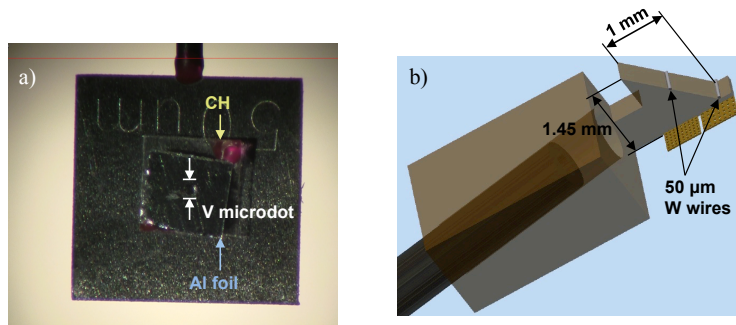 a)
CH
V microdot
Al foil
b)
1 mm
1.45 mm
50 µm
W wires